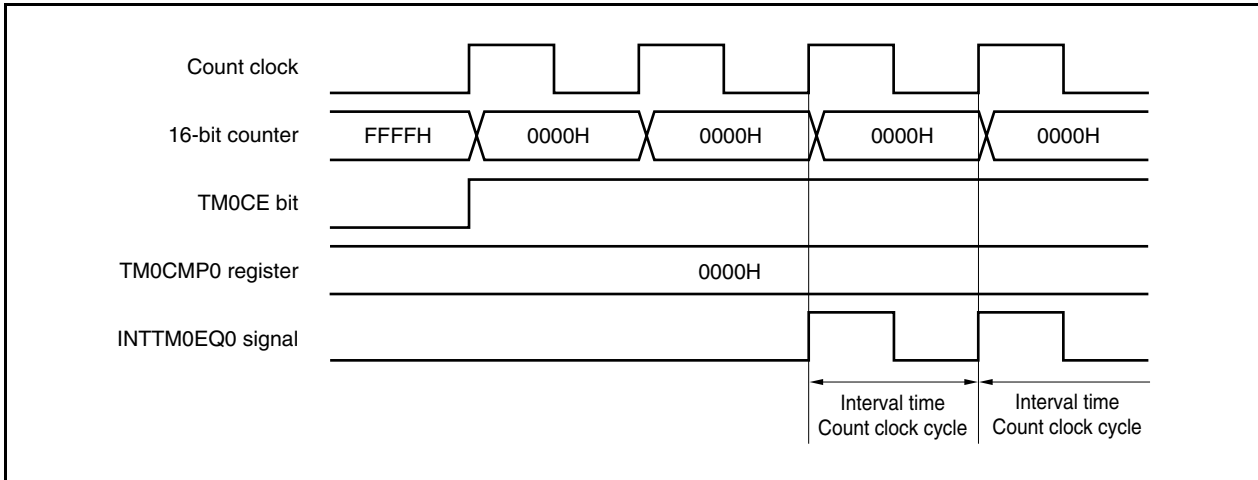 Count clock
16-bit counter FFFFH 0000H 0000H 0000H 0000H
TM0CE bit
TM0CMP0 register 0000H
INTTM0EQ0 signal
Interval time Interval time
Count clock cycle Count clock cycle